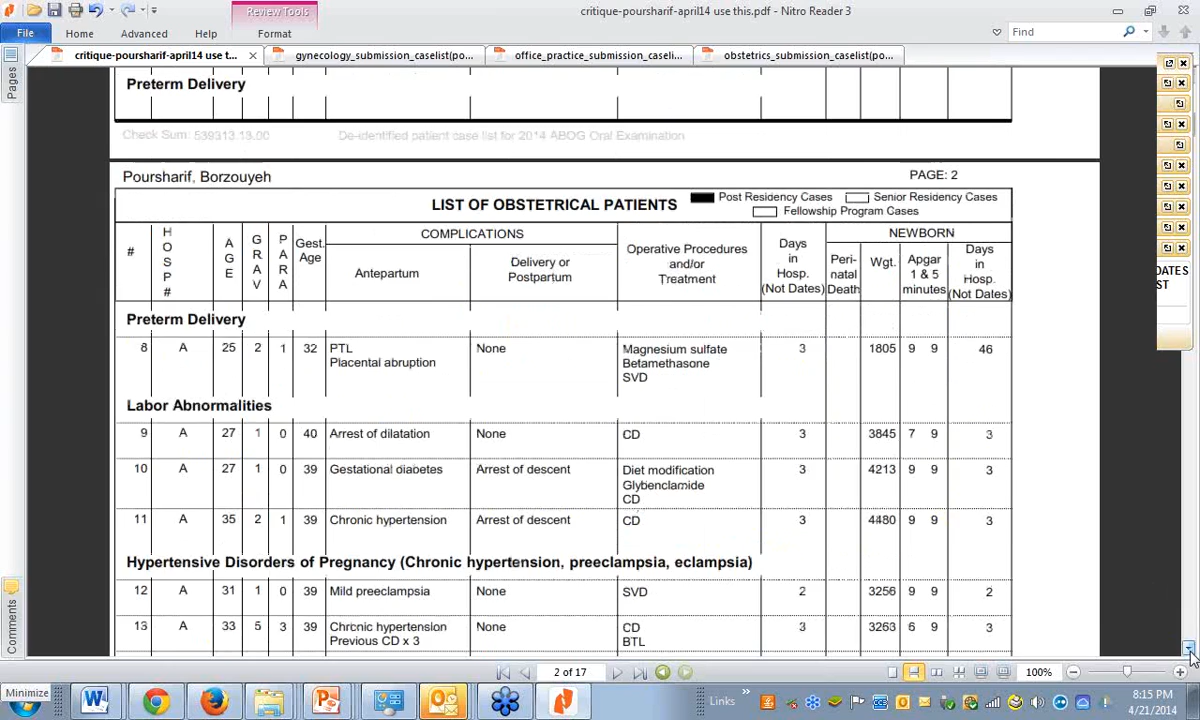 Review Tools
critique-poursharif-april14 use this.pdf - Nitro Reader 3
File Home Advanced Help Format Find
critique-poursharif-april14 use t... gynecology_submission_caselist(po... office_practice_submission_caseli... obstetrics_submission_caselist(po...
Pages
Preterm Delivery
Check Sum: 539313.13.00 De-identified patient case list for 2014 ABOG Oral Examination
DATES
ST
Poursharif, Borzouyeh PAGE: 2
LIST OF OBSTETRICAL PATIENTS
Post Residency Cases Senior Residency Cases
Fellowship Program Cases
# HOSP# AGE GRAV PARA Gest. Age
COMPLICATIONS
Antepartum
Delivery or Postpartum
Operative Procedures and/or Treatment
Days in Hosp. (Not Dates)
NEWBORN
Peri-natal Death
Wgt.
Apgar 1 & 5 minutes
Days in Hosp. (Not Dates)
Preterm Delivery
8 A 25 2 1 32 PTL None Magnesium sulfate 3 1805 9 9 46
Placental abruption Betamethasone
SVD
Labor Abnormalities
9 A 27 1 0 40 Arrest of dilatation None CD 3 3845 7 9 3
10 A 27 1 0 39 Gestational diabetes Arrest of descent Diet modification 3 4213 9 9 3
Glybenclamide
CD
11 A 35 2 1 39 Chronic hypertension Arrest of descent CD 3 4480 9 9 3
Hypertensive Disorders of Pregnancy (Chronic hypertension, preeclampsia, eclampsia)
12 A 31 1 0 39 Mild preeclampsia None SVD 2 3256 9 9 2
13 A 33 5 3 39 Chronic hypertension None CD 3 3263 6 9 3
Previous CD x 3 BTL
Comments
2 of 17 100%
Minimize
Links
8:15 PM
4/21/2014